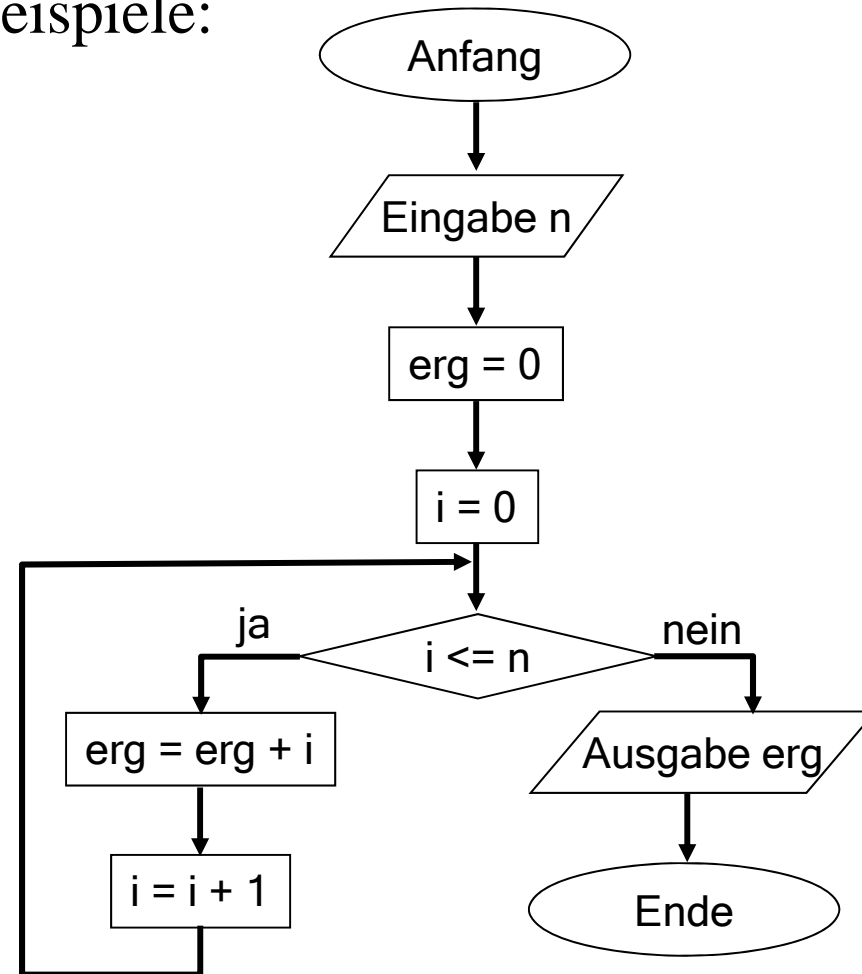 eispiele:
Anfang
Eingabe n
erg = 0
i = 0
ja
nein
i <= n
erg = erg + i
Ausgabe erg
i = i + 1
Ende